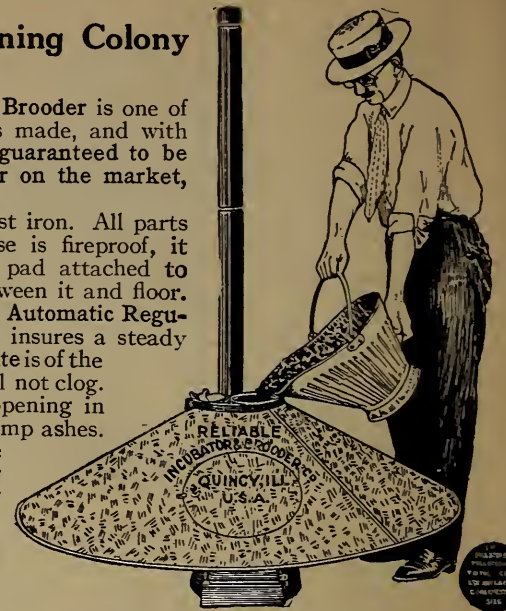 ning Colony
Brooder is one of
s made, and with
guaranteed to be
r on the market,
st iron. All parts
se is fireproof, it
pad attached to
ween it and floor.
Automatic Regu-
insures a steady
te is of the
l not clog.
pening in
mp ashes.
RELIABLE
INCUBATOR & BROODER CO.
QUINCY, ILL.
U.S.A.